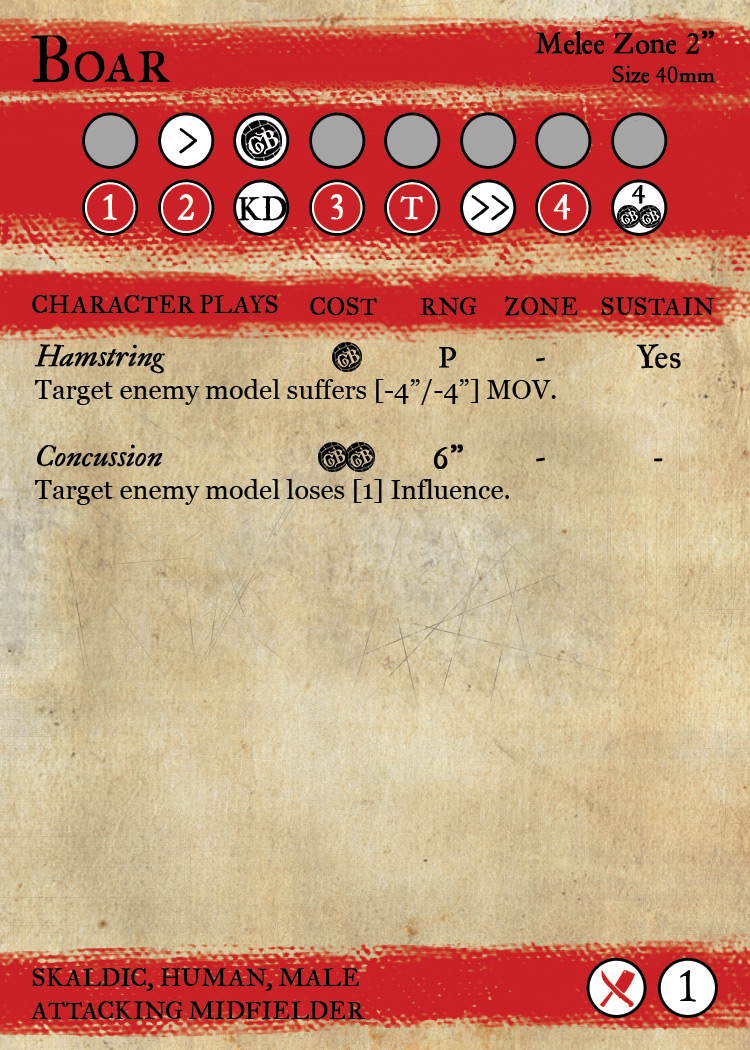 Boar
Melee Zone 2”
Size 40mm
> GB
1 2 KD 3 T >> 4 4 GB GB
CHARACTER PLAYS COST RNG ZONE SUSTAIN
Hamstring GB P - Yes
Target enemy model suffers [-4”/-4”] MOV.
Concussion GB GB 6” - -
Target enemy model loses [1] Influence.
SKALDIC, HUMAN, MALE
ATTACKING MIDFIELDER
1